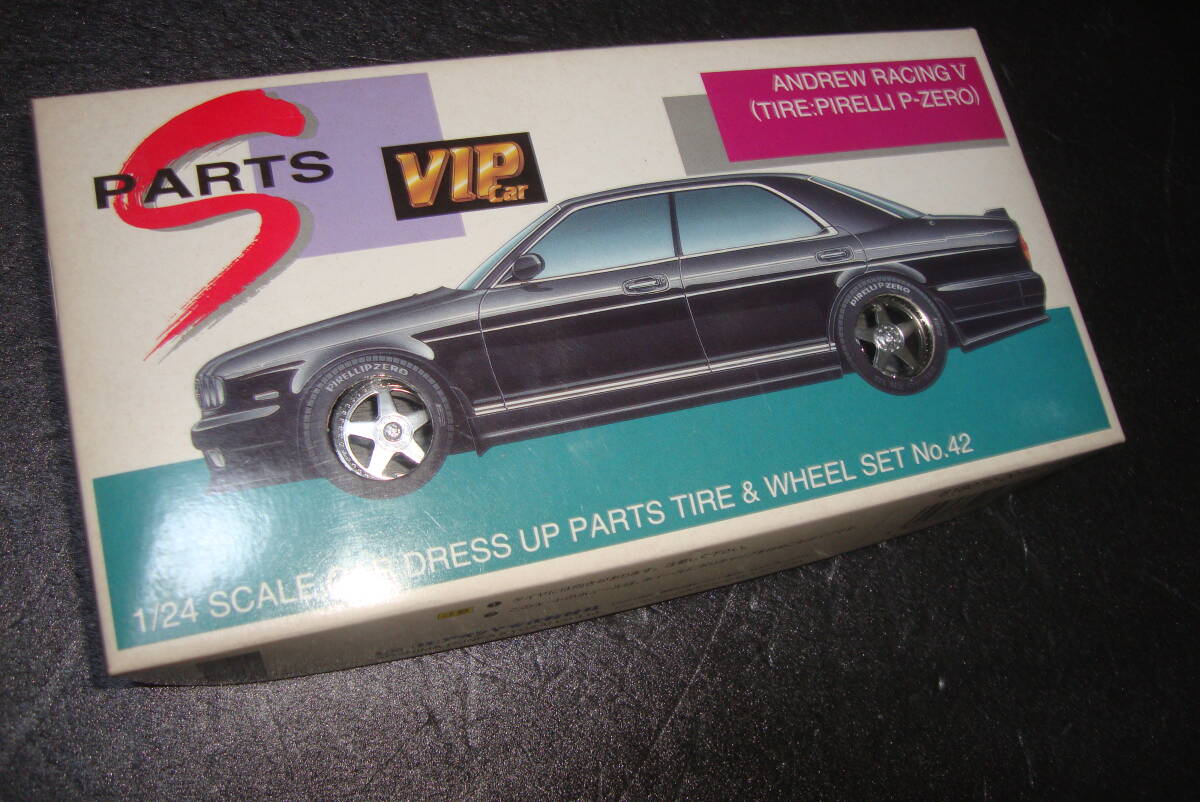 S
PARTS
VIP
Car
ANDREW RACING V
(TIRE:PIRELLI P-ZERO)
PIRELLI P ZERO
PIRELLI P ZERO
1/24 SCALE CAR DRESS UP PARTS TIRE & WHEEL SET No.42